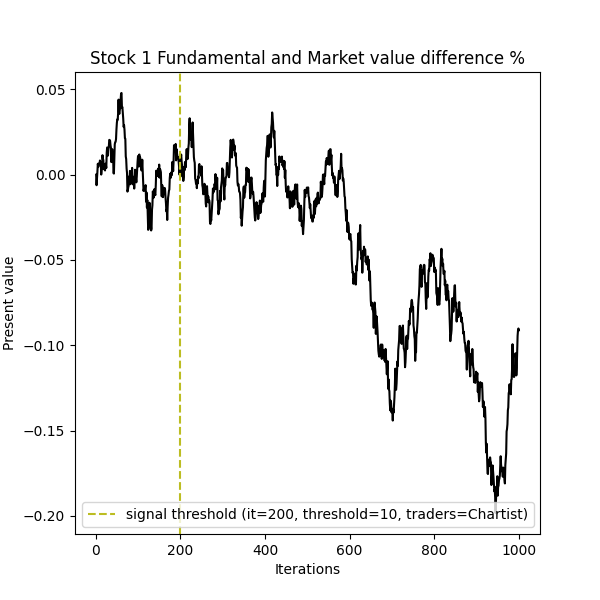 Stock 1 Fundamental and Market value difference %
0.05
0.00
−0.05
−0.10
−0.15
−0.20
Present value
signal threshold (it=200, threshold=10, traders=Chartist)
0 200 400 600 800 1000
Iterations